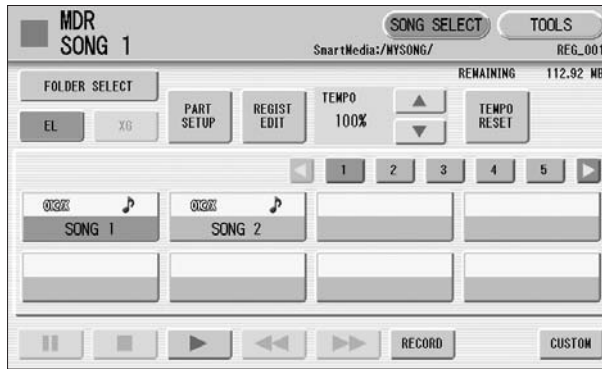 MDR
SONG 1
SONG SELECT
TOOLS
SmartMedia:/MYSONG/
REG_001
REMAINING 112.92 MB
FOLDER SELECT
EL
XG
PART
SETUP
REGIST
EDIT
TEMPO
100%
TEMPO
RESET
1 2 3 4 5
SONG 1
SONG 2
RECORD
CUSTOM